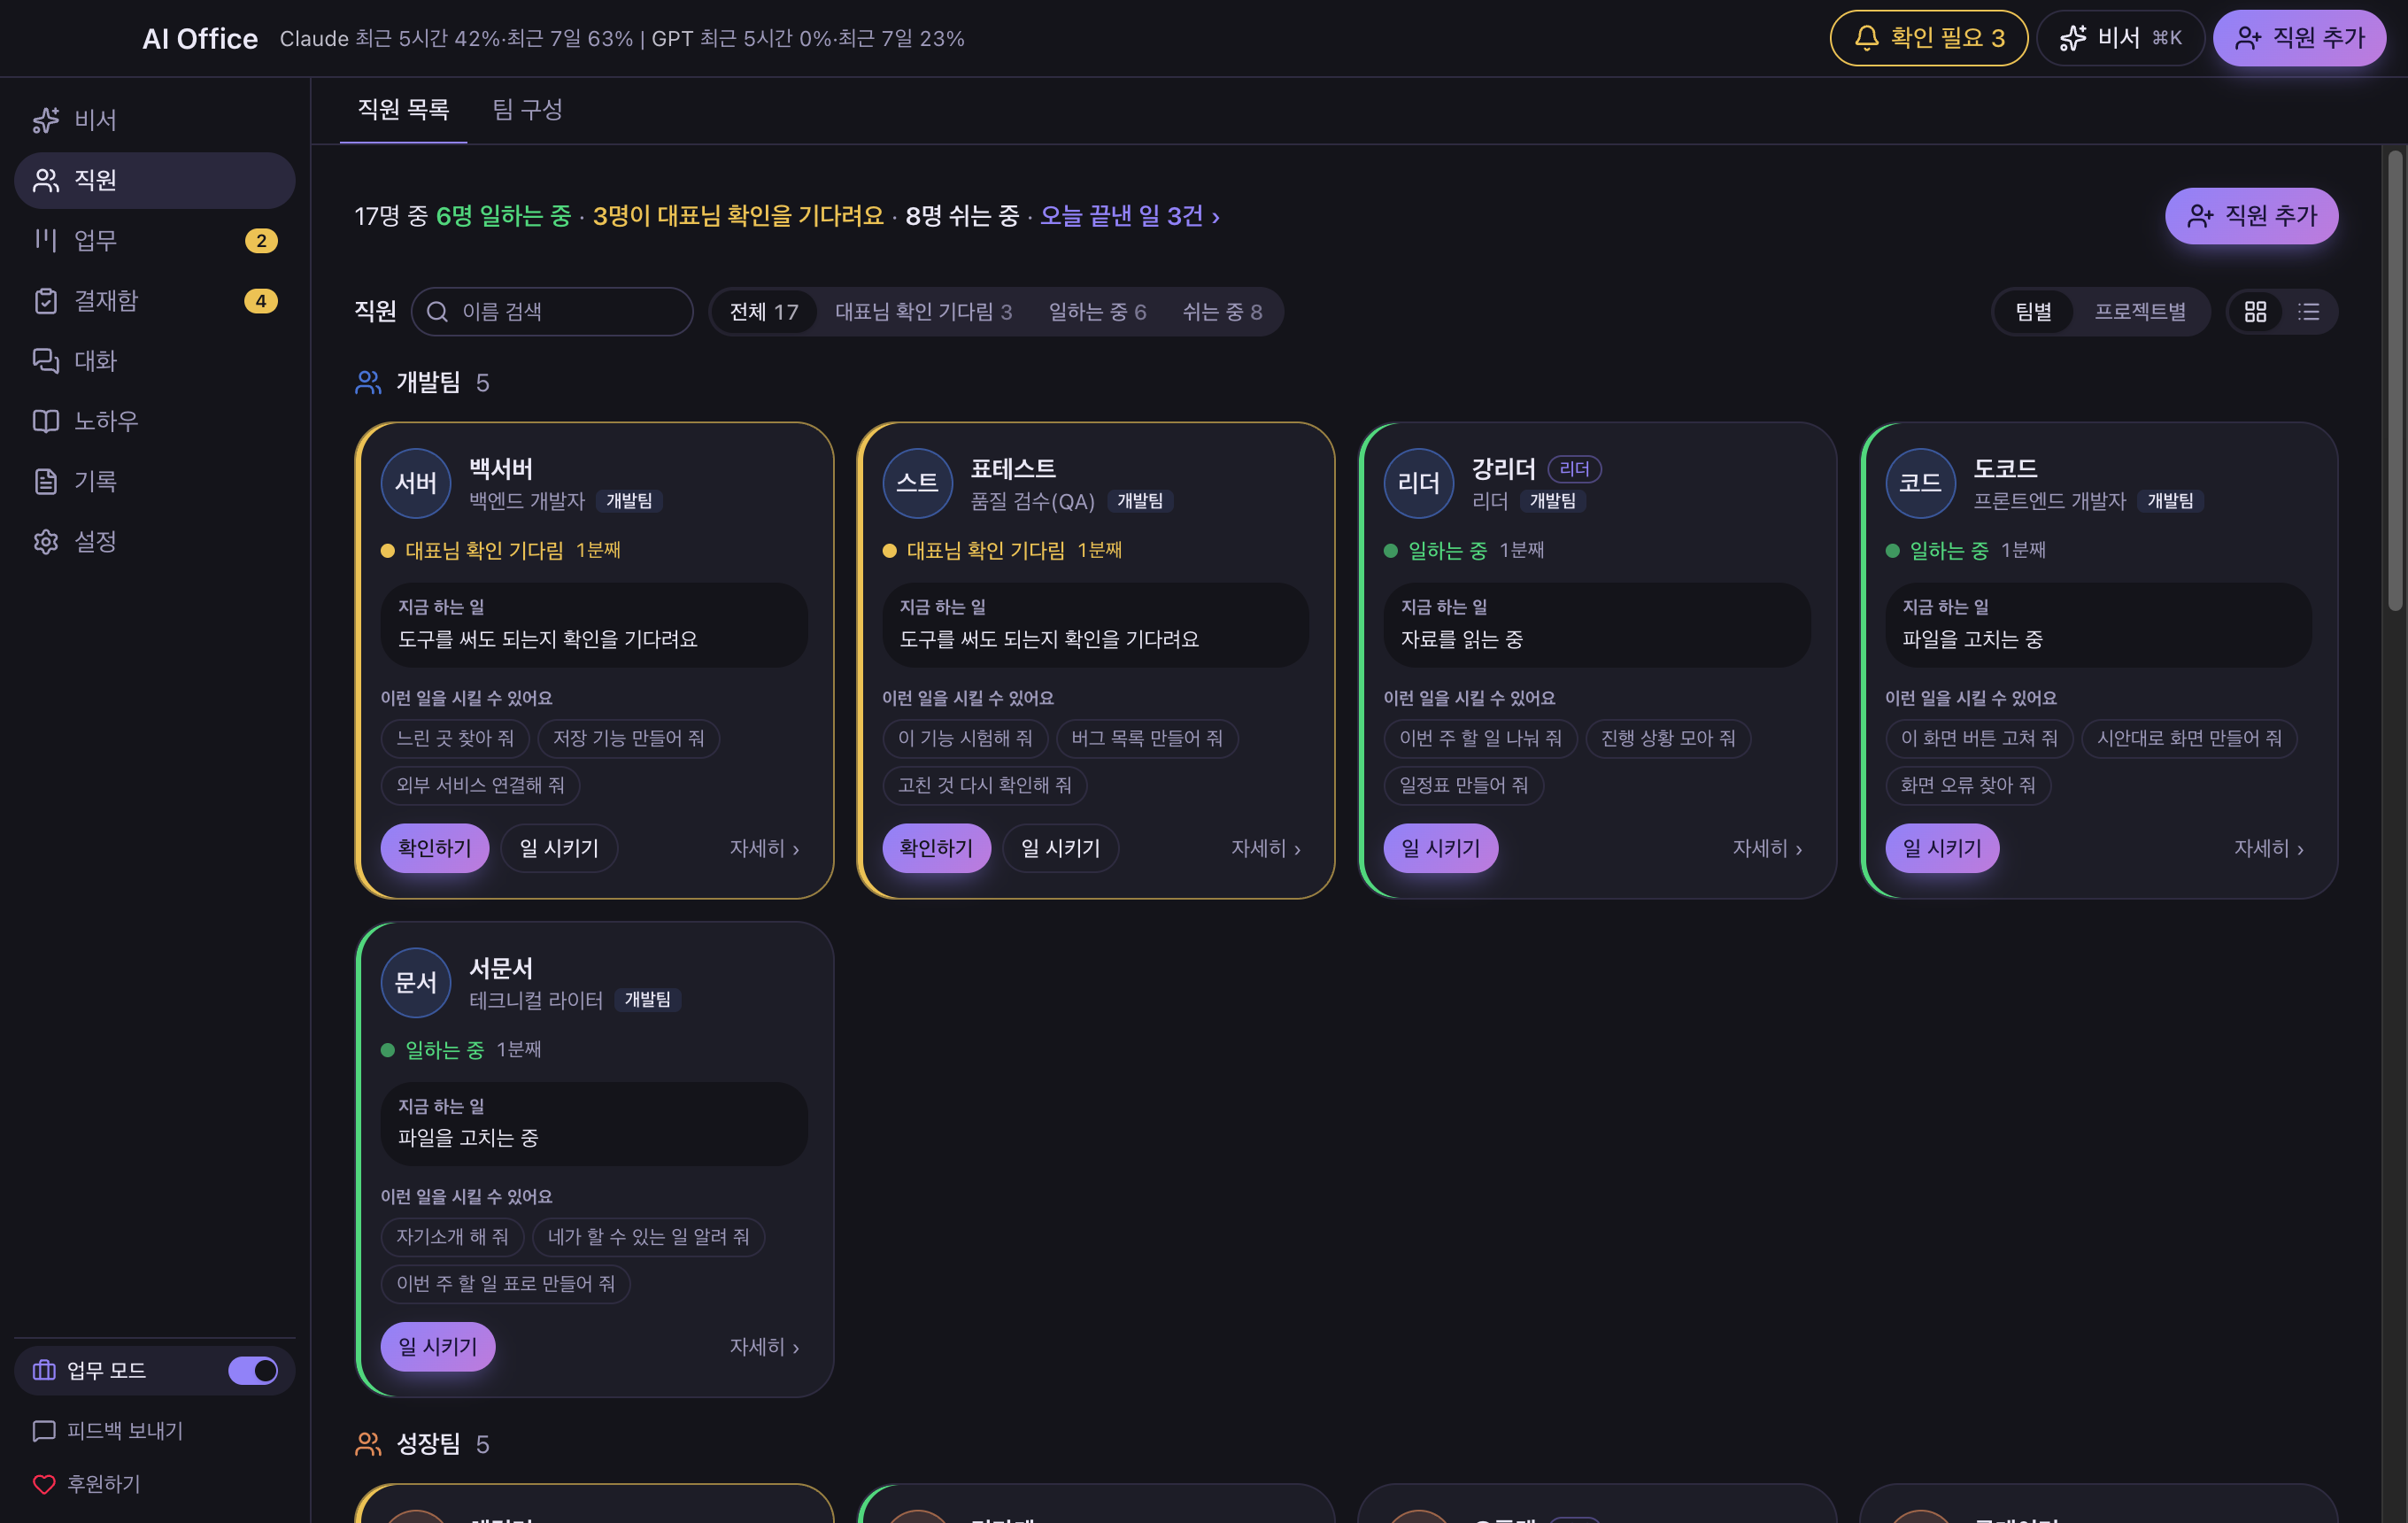 AI Office Claude 최근 5시간 42%·최근 7일 63% | GPT 최근 5시간 0%·최근 7일 23% 확인 필요 3 비서 ⌘K 직원 추가
비서
직원
업무 2
결재함 4
대화
노하우
기록
설정
업무 모드
피드백 보내기
후원하기
직원 목록 팀 구성
17명 중 6명 일하는 중 · 3명이 대표님 확인을 기다려요 · 8명 쉬는 중 · 오늘 끝낸 일 3건 › 직원 추가
직원 이름 검색 전체 17 대표님 확인 기다림 3 일하는 중 6 쉬는 중 8 팀별 프로젝트별
개발팀 5
서버 백서버
백엔드 개발자 개발팀
대표님 확인 기다림 1분째
지금 하는 일
도구를 써도 되는지 확인을 기다려요
이런 일을 시킬 수 있어요
느린 곳 찾아 줘 저장 기능 만들어 줘
외부 서비스 연결해 줘
확인하기 일 시키기 자세히 ›
스트 표테스트
품질 검수(QA) 개발팀
대표님 확인 기다림 1분째
지금 하는 일
도구를 써도 되는지 확인을 기다려요
이런 일을 시킬 수 있어요
이 기능 시험해 줘 버그 목록 만들어 줘
고친 것 다시 확인해 줘
확인하기 일 시키기 자세히 ›
리더 강리더 리더
리더 개발팀
일하는 중 1분째
지금 하는 일
자료를 읽는 중
이런 일을 시킬 수 있어요
이번 주 할 일 나눠 줘 진행 상황 모아 줘
일정표 만들어 줘
일 시키기 자세히 ›
코드 도코드
프론트엔드 개발자 개발팀
일하는 중 1분째
지금 하는 일
파일을 고치는 중
이런 일을 시킬 수 있어요
이 화면 버튼 고쳐 줘 시안대로 화면 만들어 줘
화면 오류 찾아 줘
일 시키기 자세히 ›
문서 서문서
테크니컬 라이터 개발팀
일하는 중 1분째
지금 하는 일
파일을 고치는 중
이런 일을 시킬 수 있어요
자기소개 해 줘 네가 할 수 있는 일 알려 줘
이번 주 할 일 표로 만들어 줘
일 시키기 자세히 ›
성장팀 5